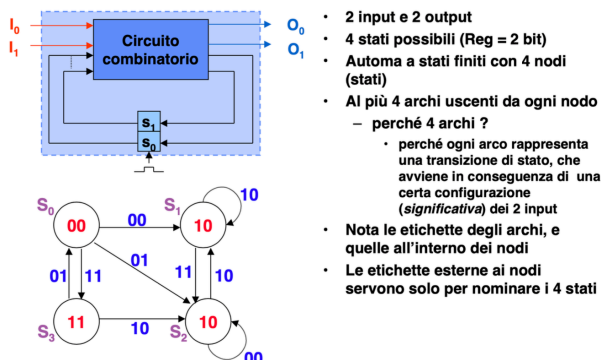 I0
I1
Circuito
combinatorio
O0
O1
s1
s0
S0
00
00
S1
10
10
01
01
11
11
10
S3
11
10
S2
10
00
• 2 input e 2 output
• 4 stati possibili (Reg = 2 bit)
• Automa a stati finiti con 4 nodi
(stati)
• Al più 4 archi uscenti da ogni nodo
– perché 4 archi ?
• perché ogni arco rappresenta
una transizione di stato, che
avviene in conseguenza di una
certa configurazione
(significativa) dei 2 input
• Nota le etichette degli archi, e
quelle all’interno dei nodi
• Le etichette esterne ai nodi
servono solo per nominare i 4 stati